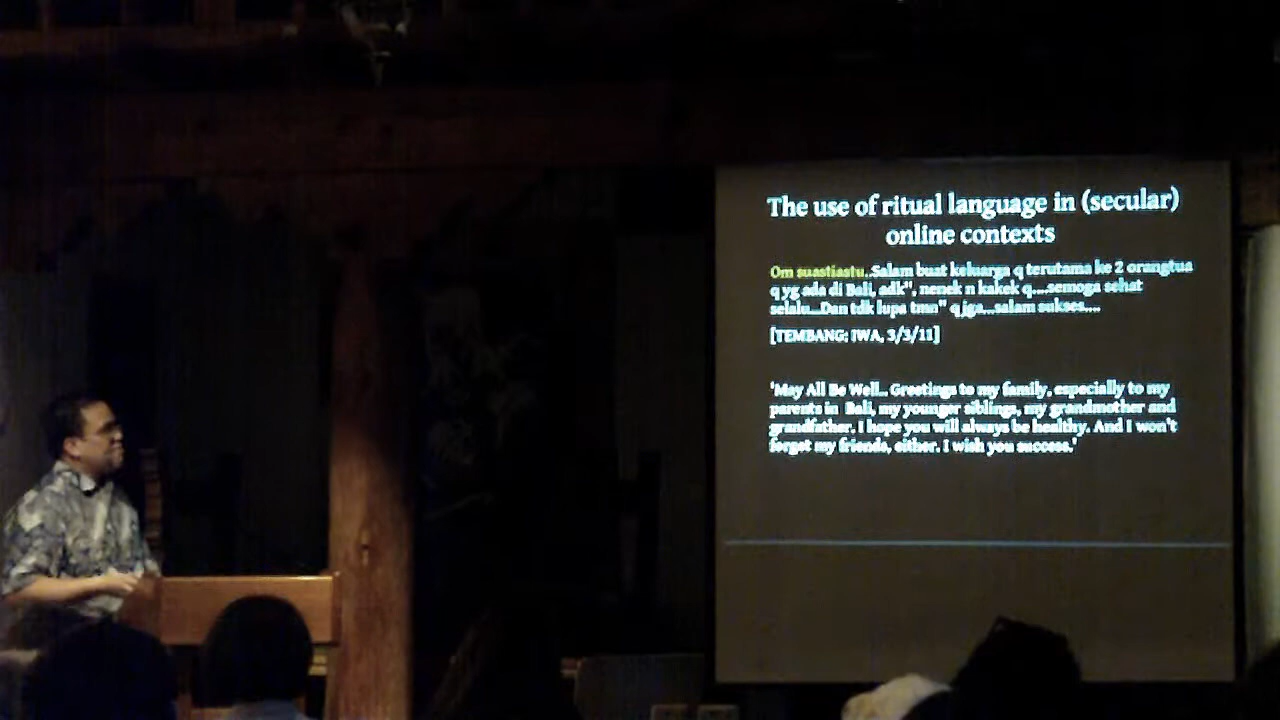 The use of ritual language in (secular)
online contexts
Om suastiastu..Salam buat keluarga q terutama ke 2 orangtua
q yg ada di Bali, adk", nenek n kakek q....semoga sehat
selalu...Dan tdk lupa tmn" q jga...salam sukses....
[TEMBANG: IWA, 3/3/11]
'May All Be Well.. Greetings to my family, especially to my
parents in Bali, my younger siblings, my grandmother and
grandfather. I hope you will always be healthy. And I won't
forget my friends, either. I wish you success.'